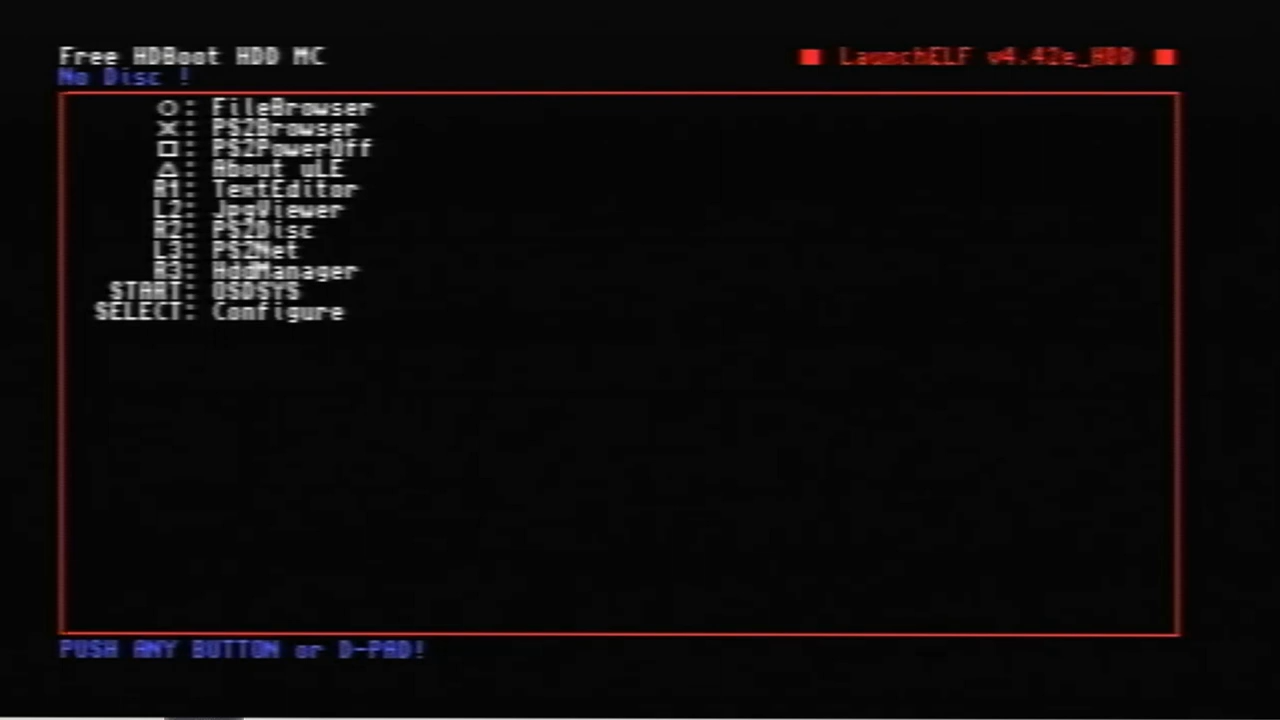 Free HDBoot HDD MC
■ LaunchELF v4.42e_HDD ■
No Disc !
○: FileBrowser
×: PS2Browser
□: PS2PowerOff
△: About uLE
R1: TextEditor
L2: JpgViewer
R2: PS2Disc
L3: PS2Net
R3: HddManager
START: OSDSYS
SELECT: Configure
PUSH ANY BUTTON or D-PAD!